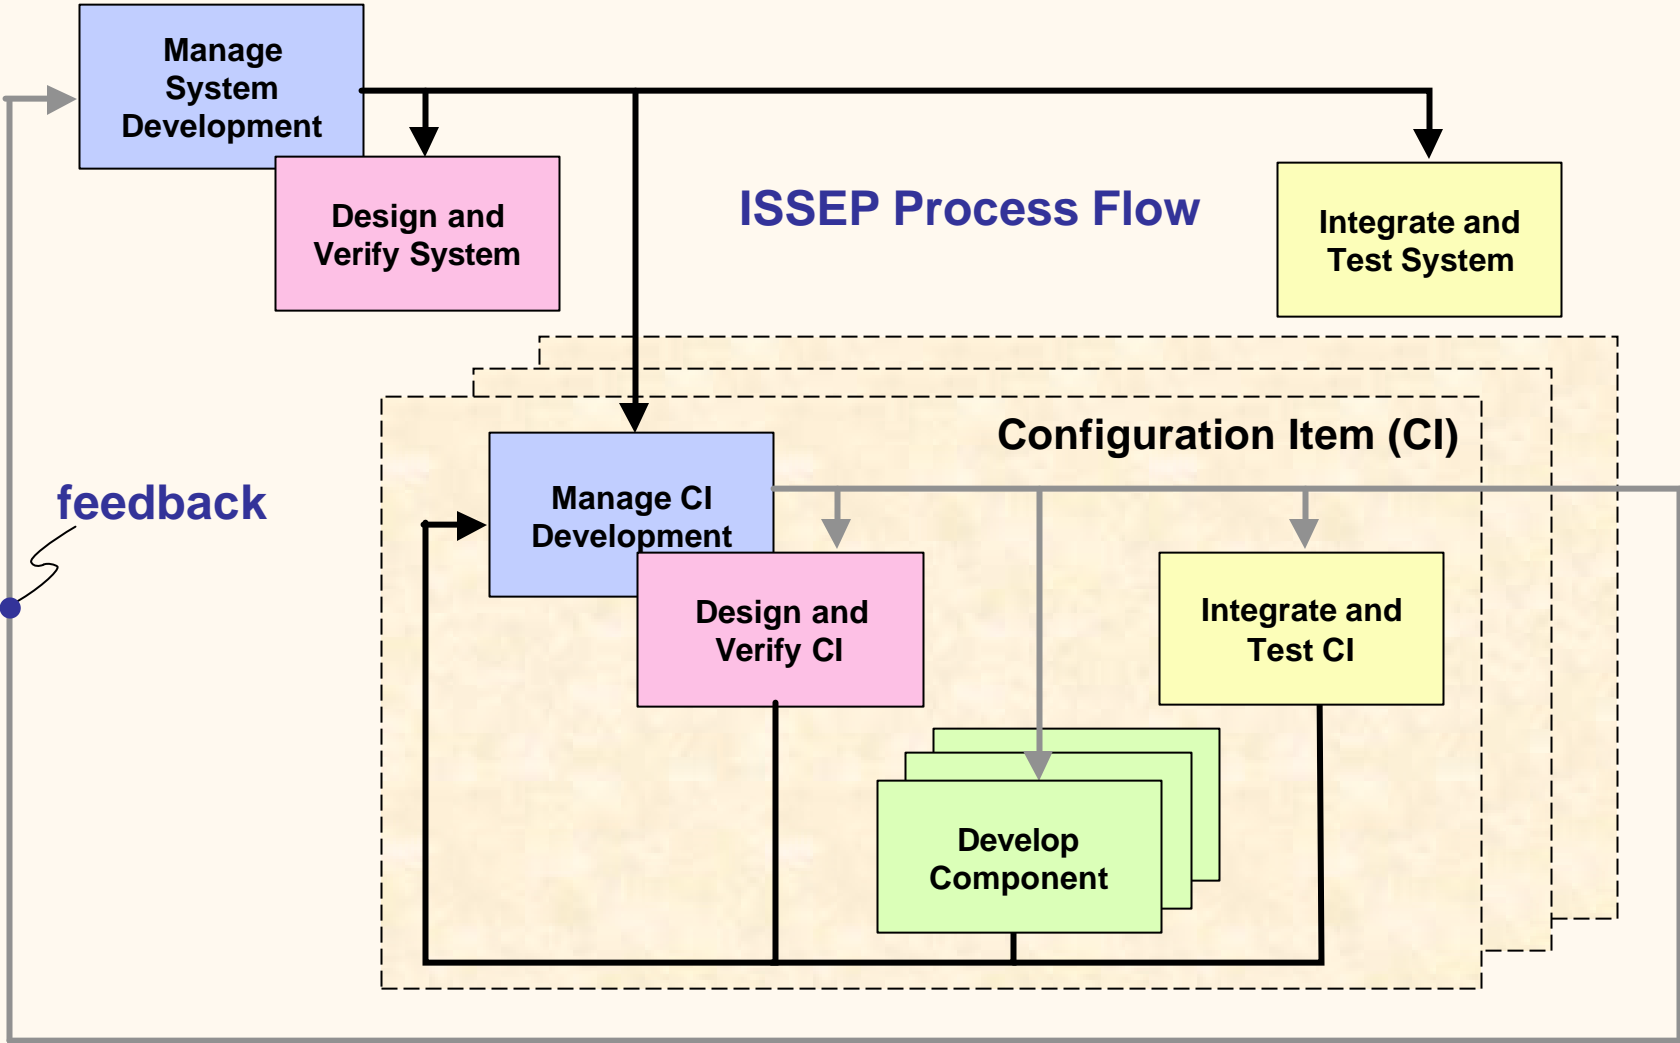 Manage
System
Development
Design and
Verify System
ISSEP Process Flow
Integrate and
Test System
Configuration Item (CI)
feedback
Manage CI
Development
Design and
Verify CI
Integrate and
Test CI
Develop
Component